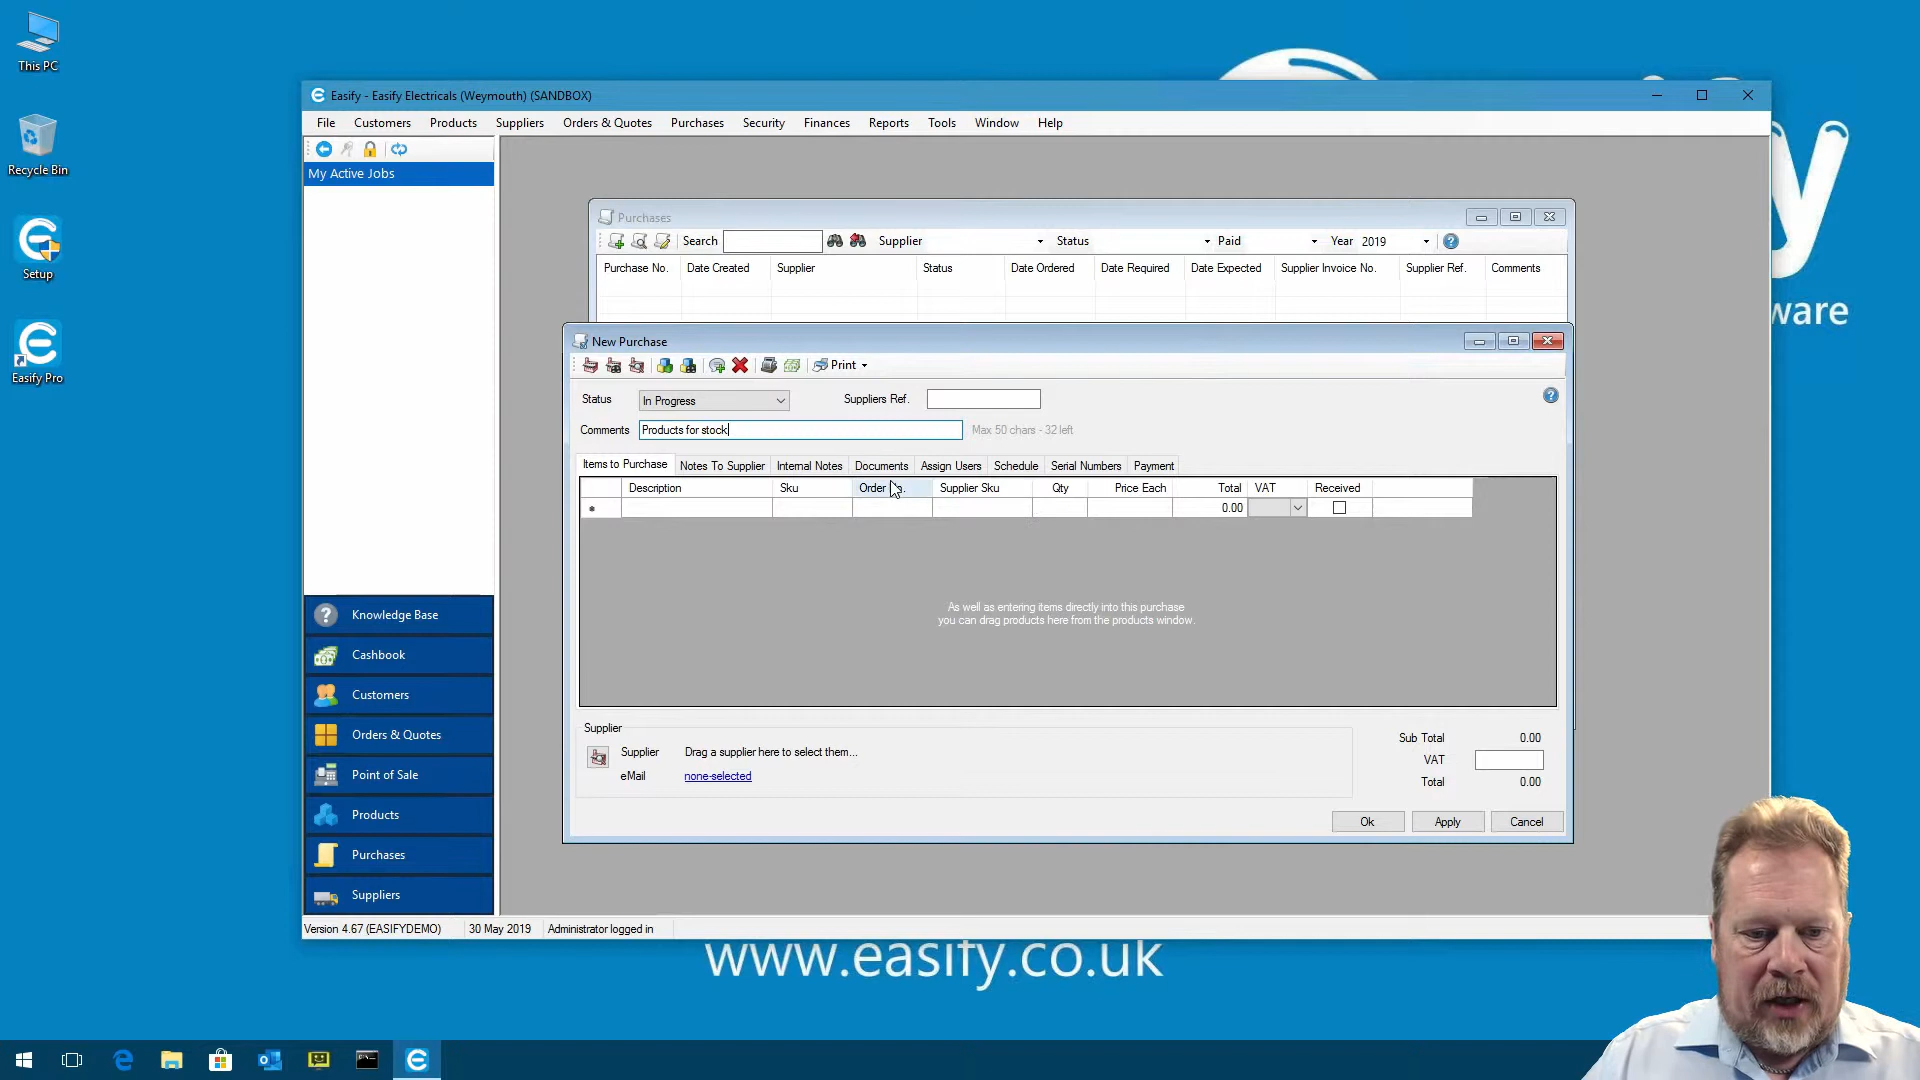 This PC
Recycle Bin
Setup
Easify Pro
Easify - Easify Electricals (Weymouth) (SANDBOX)
File Customers Products Suppliers Orders & Quotes Purchases Security Finances Reports Tools Window Help
My Active Jobs
Purchases
Search Supplier Status Paid Year 2019
Purchase No. Date Created Supplier Status Date Ordered Date Required Date Expected Supplier Invoice No. Supplier Ref. Comments
New Purchase
Print
Status In Progress Suppliers Ref.
Comments Products for stock Max 50 chars - 32 left
Items to Purchase Notes To Supplier Internal Notes Documents Assign Users Schedule Serial Numbers Payment
Description Sku Order Supplier Sku Qty Price Each Total VAT Received
0.00
As well as entering items directly into this purchase
you can drag products here from the products window.
Supplier
Supplier Drag a supplier here to select them...
eMail none-selected
Sub Total 0.00
VAT
Total 0.00
Ok Apply Cancel
Knowledge Base
Cashbook
Customers
Orders & Quotes
Point of Sale
Products
Purchases
Suppliers
Version 4.67 (EASIFYDEMO) 30 May 2019 Administrator logged in
ware
www.easify.co.uk